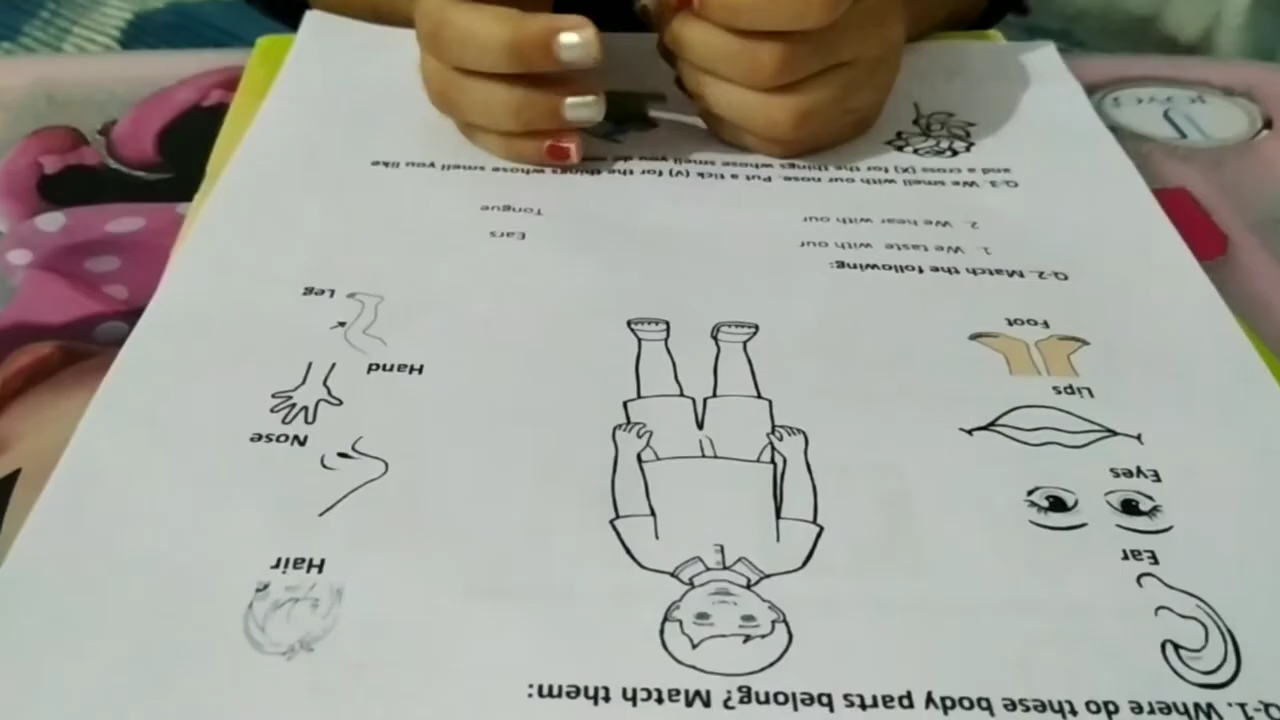 Q-1. Where do these body parts belong? Match them:
Ear
Hair
Eyes
Nose
Lips
Hand
Foot
Leg
Q-2. Match the following:
1. We taste with our Ears
2. We hear with our Tongue
Q-3. We smell with our nose. Put a tick (√) for the things whose smell you like
and a cross (X) for the things whose smell you do